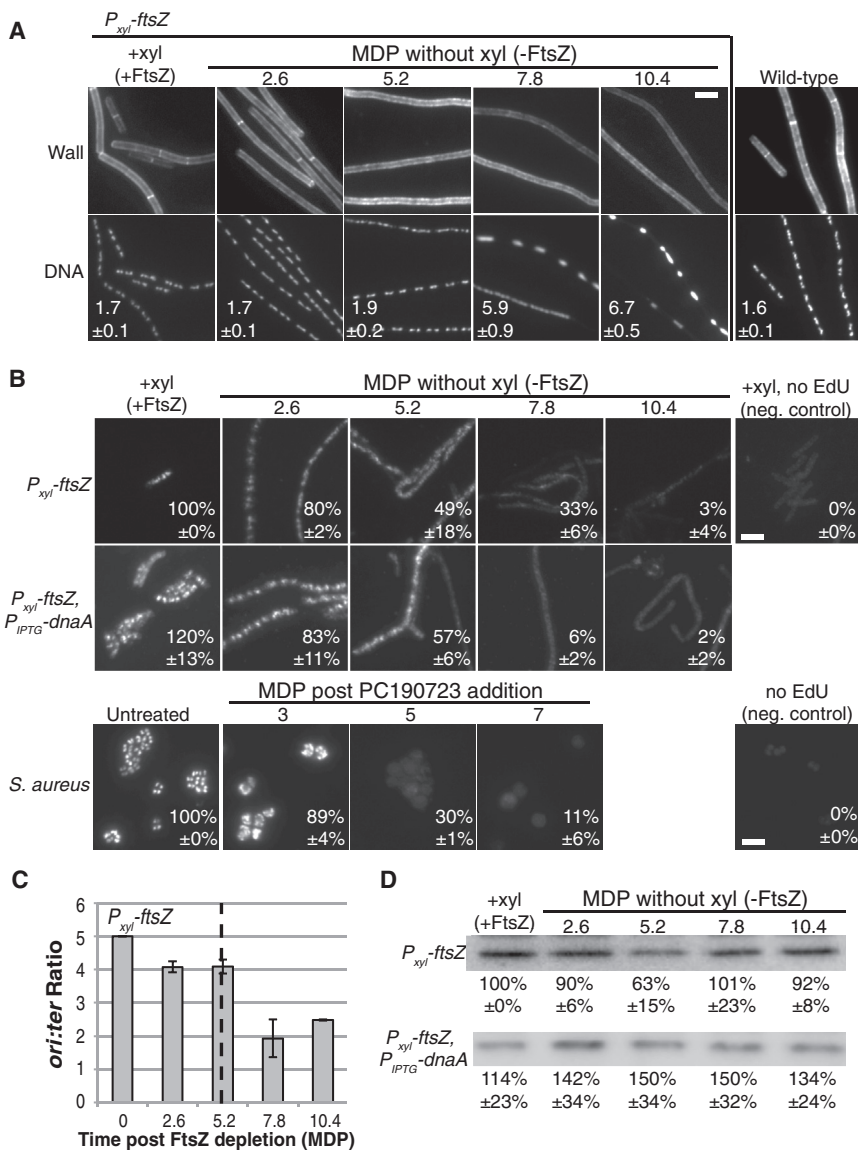 A
Pxyl-ftsZ
+xyl
(+FtsZ)
MDP without xyl (-FtsZ)
2.6 5.2 7.8 10.4
Wild-type
Wall
DNA
1.7
±0.1
1.7
±0.1
1.9
±0.2
5.9
±0.9
6.7
±0.5
1.6
±0.1
B
+xyl
(+FtsZ)
MDP without xyl (-FtsZ)
2.6 5.2 7.8 10.4
+xyl, no EdU
(neg. control)
Pxyl-ftsZ
100%
±0%
80%
±2%
49%
±18%
33%
±6%
3%
±4%
0%
±0%
Pxyl-ftsZ,
PIPTG-dnaA
120%
±13%
83%
±11%
57%
±6%
6%
±2%
2%
±2%
MDP post PC190723 addition
Untreated 3 5 7
no EdU
(neg. control)
S. aureus
100%
±0%
89%
±4%
30%
±1%
11%
±6%
0%
±0%
C
Pxyl-ftsZ
ori:ter Ratio
6
5
4
3
2
1
0
0 2.6 5.2 7.8 10.4
Time post FtsZ depletion (MDP)
D
+xyl
(+FtsZ)
MDP without xyl (-FtsZ)
2.6 5.2 7.8 10.4
Pxyl-ftsZ
100% 90% 63% 101% 92%
±0% ±6% ±15% ±23% ±8%
Pxyl-ftsZ,
PIPTG-dnaA
114% 142% 150% 150% 134%
±23% ±34% ±34% ±32% ±24%